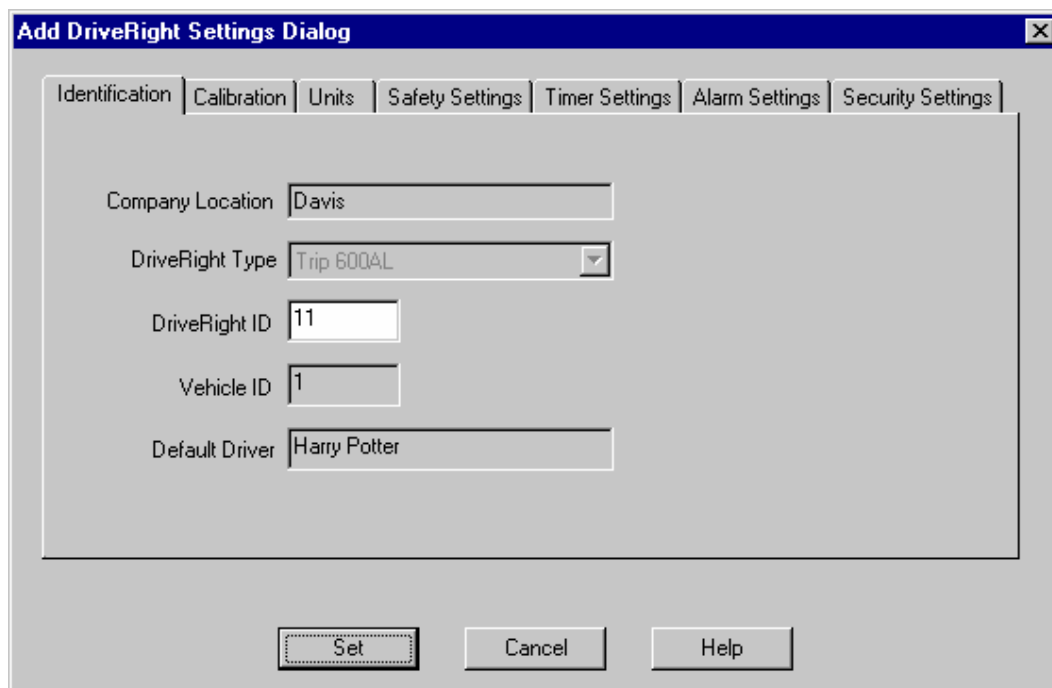 Add DriveRight Settings Dialog
Identification Calibration Units Safety Settings Timer Settings Alarm Settings Security Settings
Company Location Davis
DriveRight Type Trip 600AL
DriveRight ID 11
Vehicle ID 1
Default Driver Harry Potter
Set Cancel Help